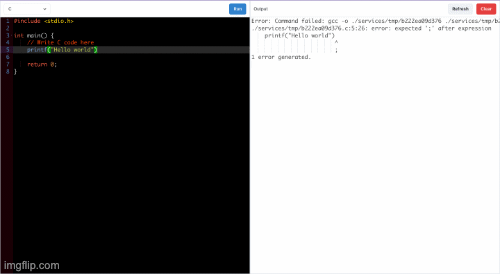 C Run Output Refresh Clear
1 #include <stdio.h>
2
3 int main() {
4 // Write C code here
5 printf("Hello world")
6
7 return 0;
8 }
Error: Command failed: gcc -o ./services/tmp/b222ea09d376 ./services/tmp/b
./services/tmp/b222ea09d376.c:5:26: error: expected ';' after expression
printf("Hello world")
^
;
1 error generated.
imgflip.com